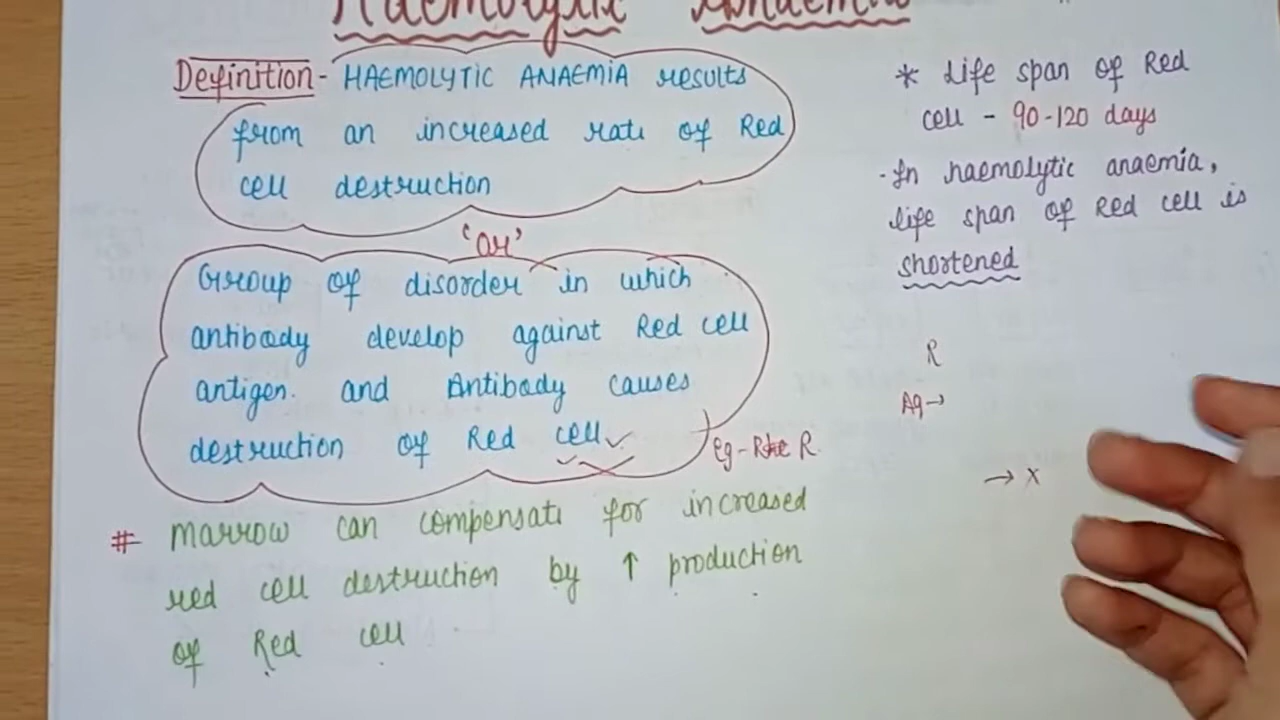 Haemolytic Anaemia
Definition - HAEMOLYTIC ANAEMIA results
from an increased rate of Red
cell destruction
'or'
Group of disorder in which
antibody develop against Red cell
antigen. and Antibody causes
destruction of Red cell
Eg - R
# Marrow can compensate for increased
red cell destruction by ↑ production
of Red cell
* Life span of Red
cell - 90-120 days
- In haemolytic anaemia,
life span of Red cell is
shortened
R
Ag →
→ x